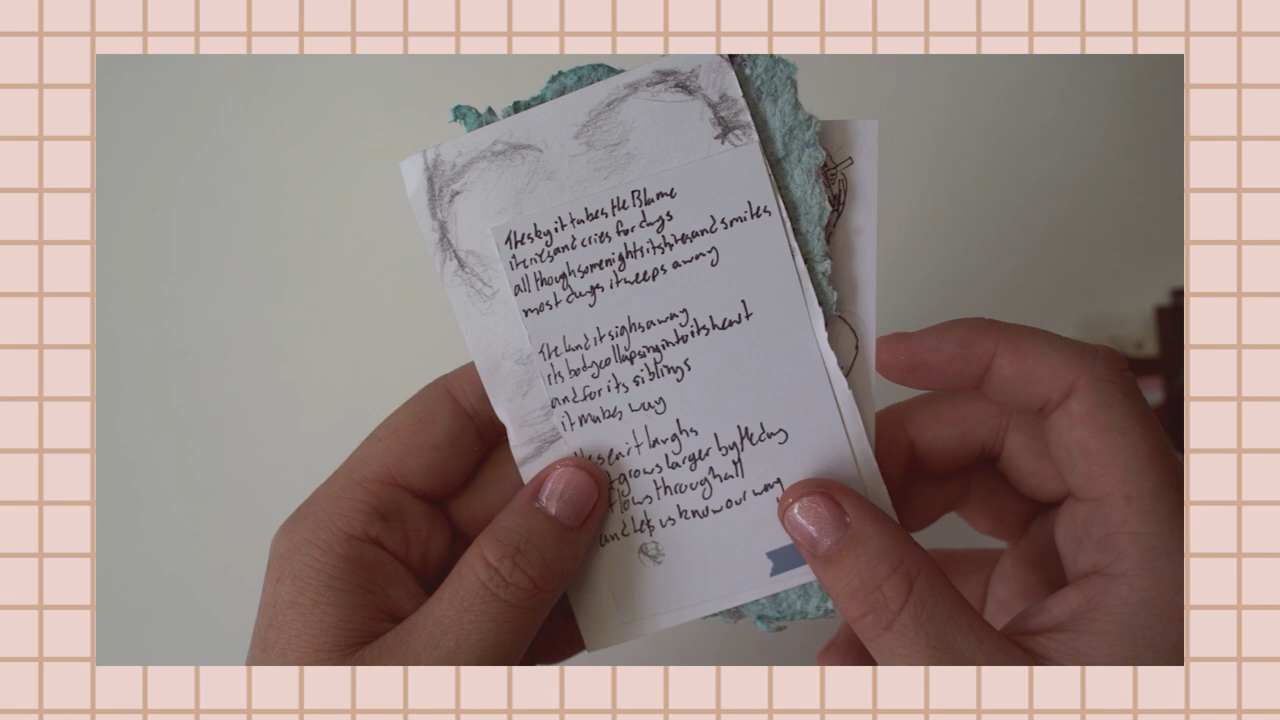 The sky it takes the Blame
it cries and cries for days
all though some nights it shines and smiles
most days it weeps away
The land it sighs away
its body collapsing into its heart
and for its siblings
it makes way
sea it laughs
grows larger by the day
flows through all
and lets us know our way